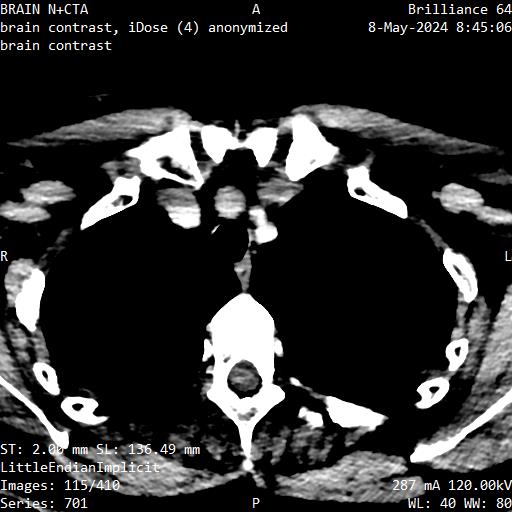 BRAIN N+CTA
A
Brilliance 64
brain contrast, iDose (4) anonymized
8-May-2024 8:45:06
brain contrast
R
L
ST: 2.00 mm SL: 136.49 mm
LittleEndianImplicit
Images: 115/410
287 mA 120.00kV
Series: 701
P
WL: 40 WW: 80